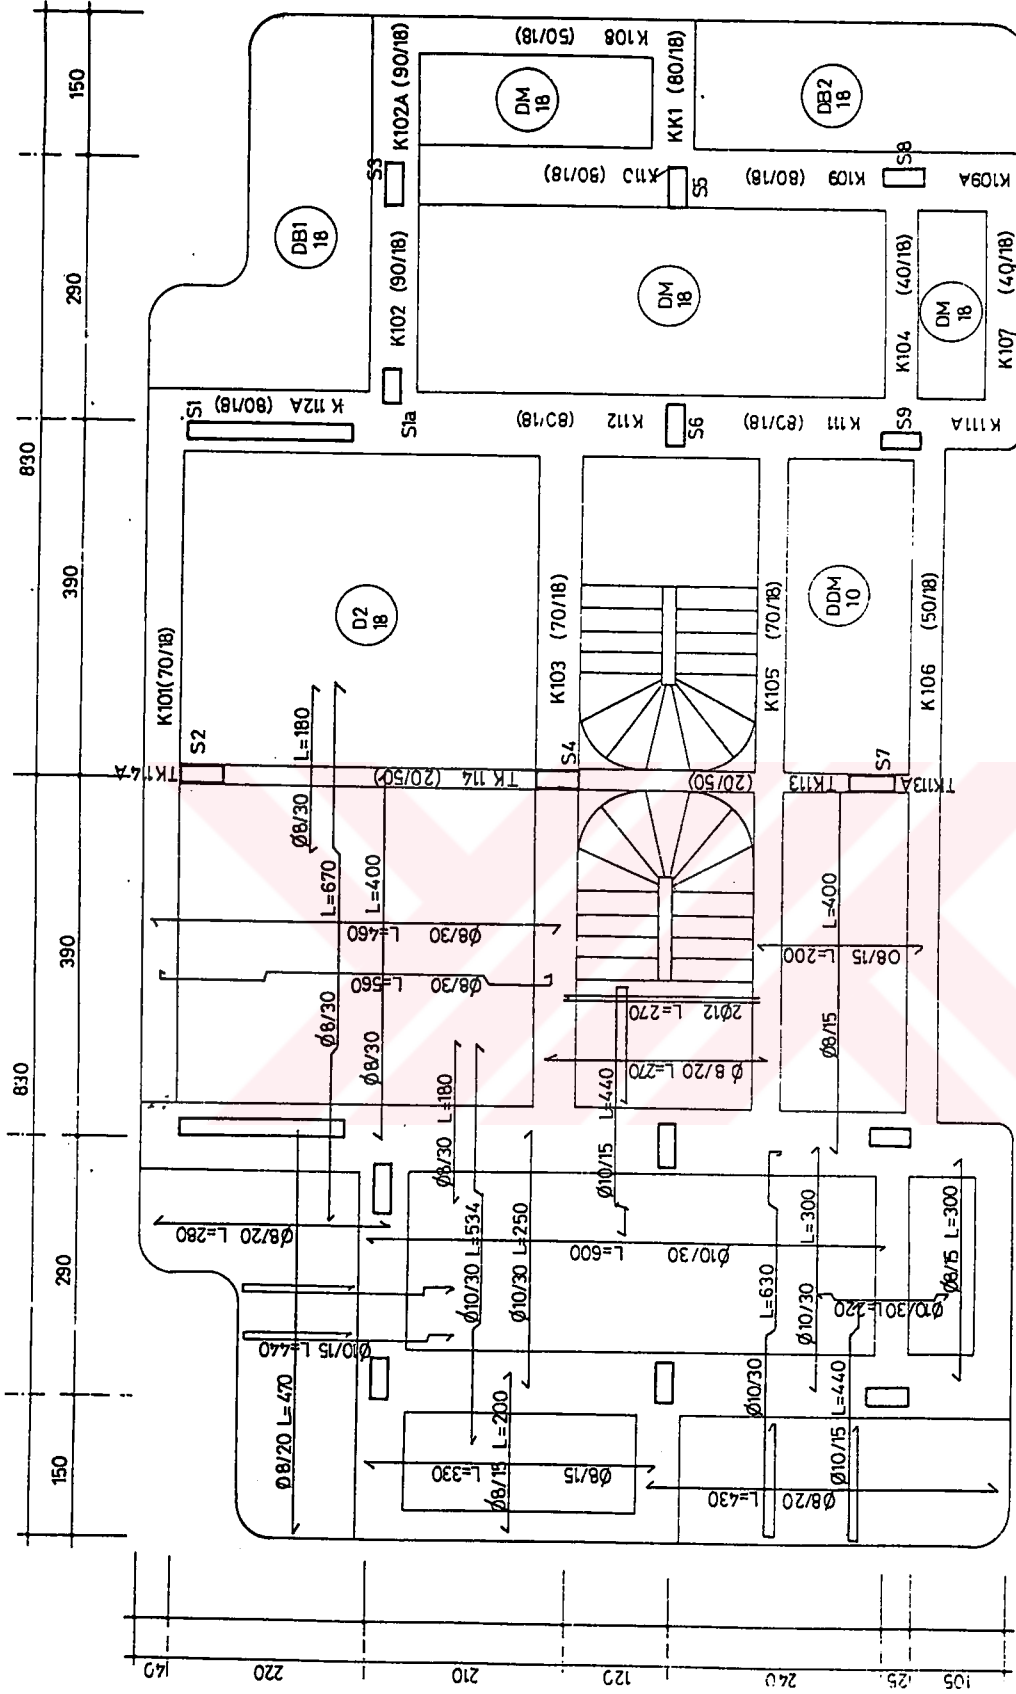 830
830
150
290
390
390
290
150
140
220
210
120
240
125
105
K101(70/18)
K102A (90/18)
K102 (90/18)
K108 (50/18)
KK1 (80/18)
K113 (80/18)
K109 (80/18)
K109A
K104 (40/18)
K107 (40/18)
K112A (80/18)
K112 (80/18)
K111 (80/18)
K111A
K103 (70/18)
K105 (70/18)
K106 (50/18)
TK114A
TK 114 (20/50)
TK113 (20/50)
TK113A
S1
S1a
S2
S3
S4
S5
S6
S7
S8
S9
DB1
18
DM
18
DB2
18
DM
18
DM
18
D2
18
DDM
10
Ø8/30 L=180
Ø8/30 L=670
Ø8/30 L=400
Ø8/30 L=460
Ø8/30 L=560
2Ø12 L=270
Ø 8/20 L=270
Ø8/15 L=200
Ø8/15 L=400
Ø8/30 L=180
Ø10/30 L=534
Ø10/30 L=250
Ø10/15 L=440
Ø8/20 L=280
Ø10/30 L=600
Ø10/15 L=440
Ø8/20 L=470
Ø8/15 L=200
Ø8/15 L=330
Ø10/30 L=630
Ø10/30 L=300
Ø10/30 L=220
Ø8/15 L=300
Ø10/15 L=440
Ø8/20 L=430